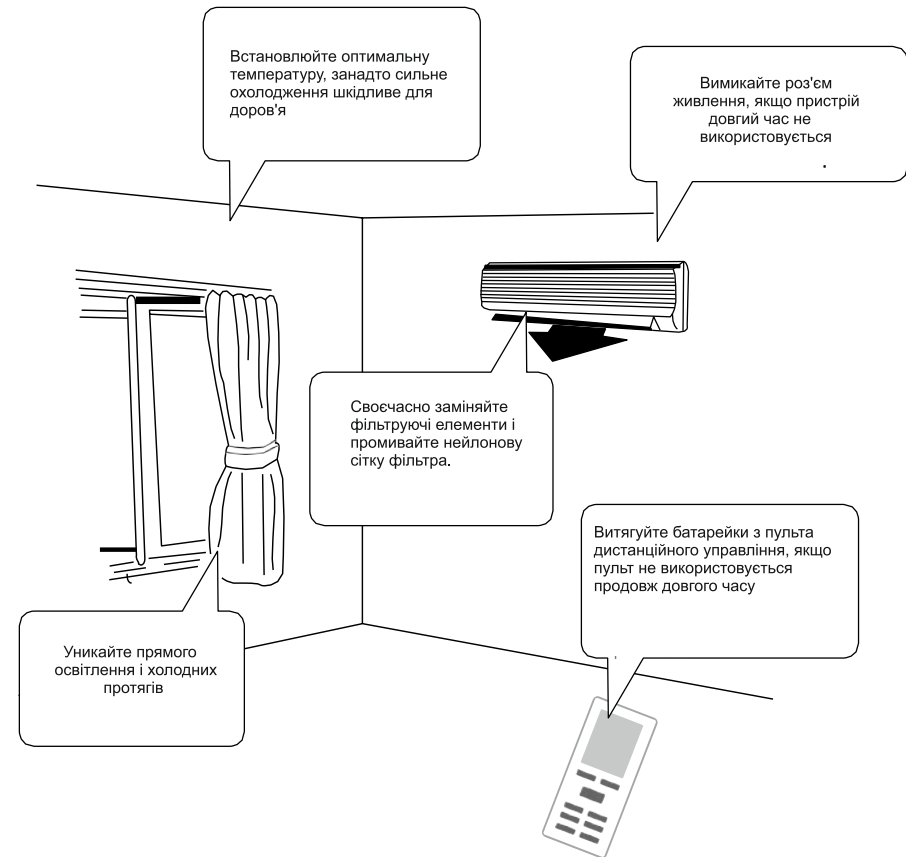 Встановлюйте оптимальну
температуру, занадто сильне
охолодження шкідливе для
доров'я
Вимикайте роз'єм
живлення, якщо пристрій
довгий час не
використовується
.
Своєчасно заміняйте
фільтруючі елементи і
промивайте нейлонову
сітку фільтра.
Витягуйте батарейки з пульта
дистанційного управління, якщо
пульт не використовується
продовж довгого часу
Уникайте прямого
освітлення і холодних
протягів